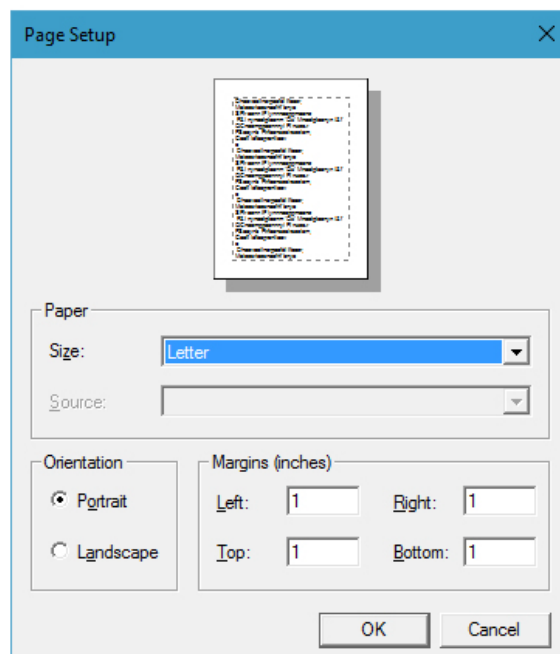 Page Setup
Paper
Size: Letter
Source:
Orientation
Portrait
Landscape
Margins (inches)
Left: 1 Right: 1
Top: 1 Bottom: 1
OK Cancel